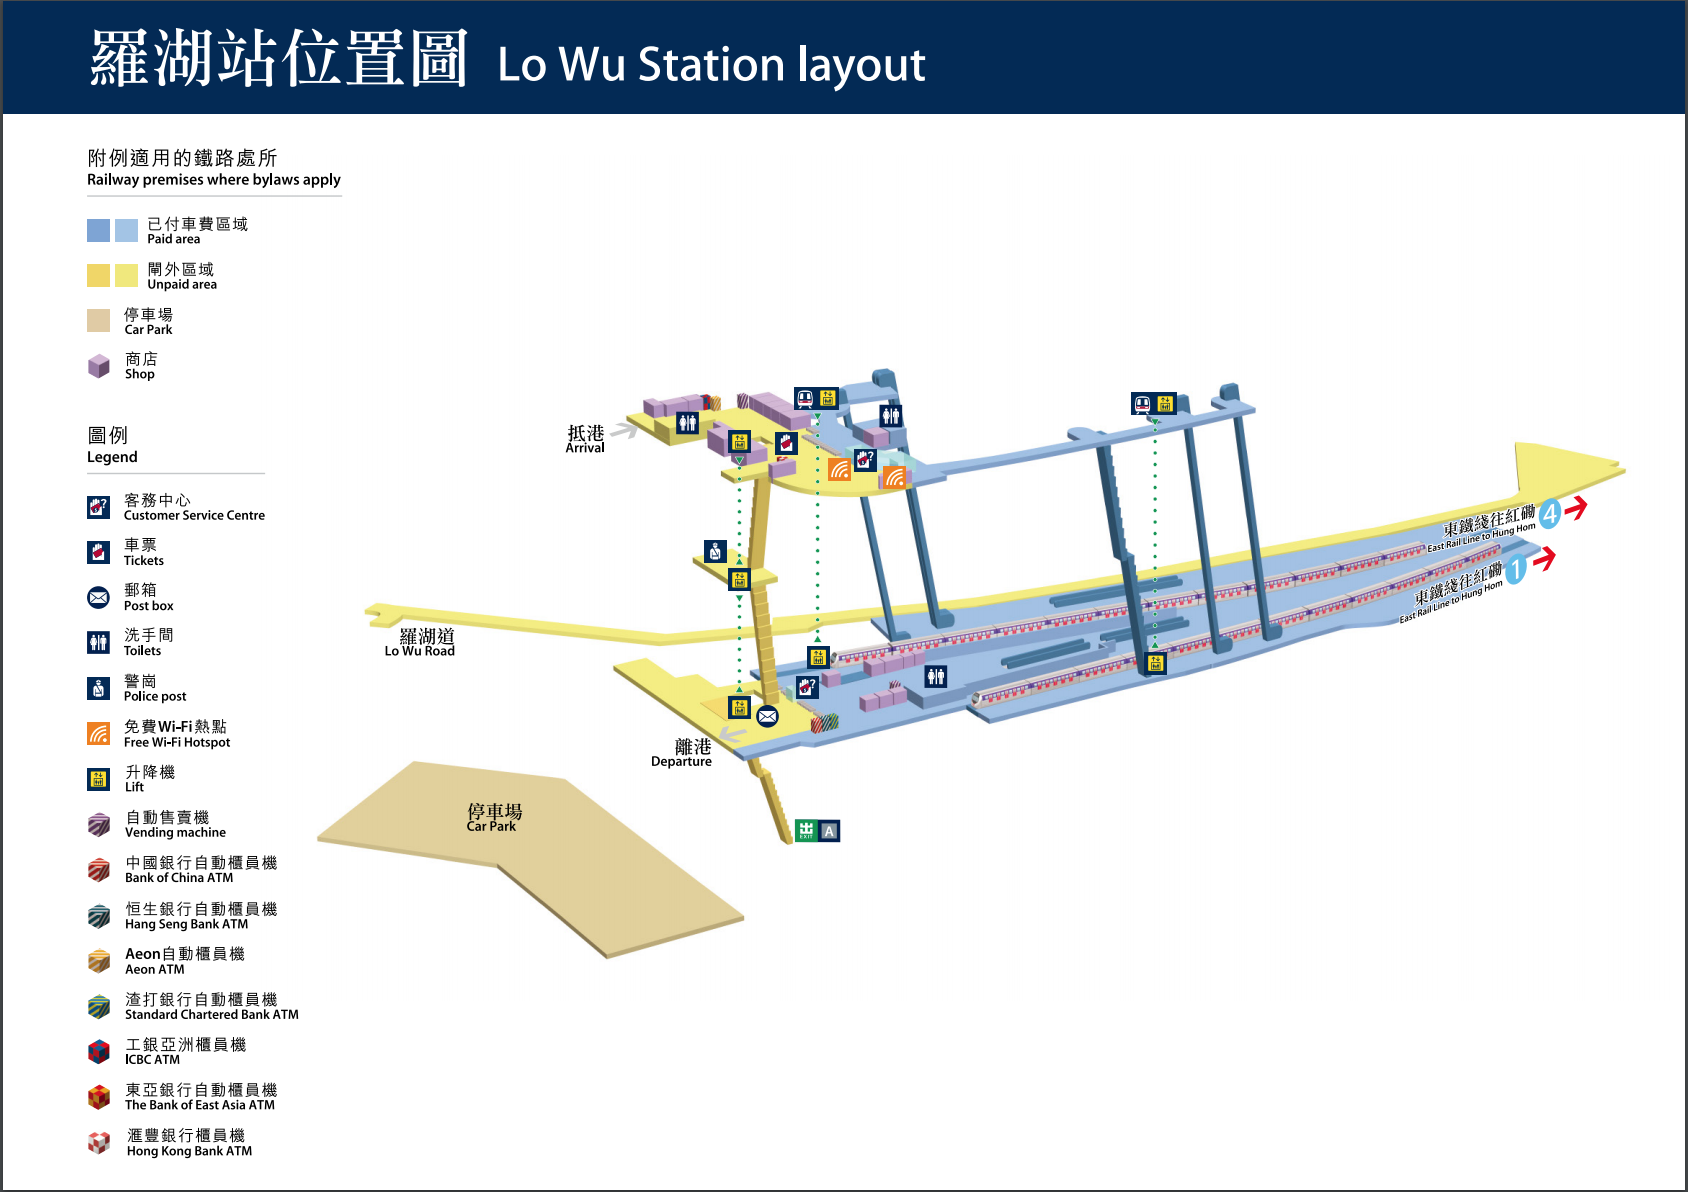 羅湖站位置圖 Lo Wu Station layout
附例適用的鐵路處所
Railway premises where bylaws apply
已付車費區域
Paid area
閘外區域
Unpaid area
停車場
Car Park
商店
Shop
圖例
Legend
客務中心
Customer Service Centre
車票
Tickets
郵箱
Post box
洗手間
Toilets
警崗
Police post
免費Wi-Fi熱點
Free Wi-Fi Hotspot
升降機
Lift
自動售賣機
Vending machine
中國銀行自動櫃員機
Bank of China ATM
恒生銀行自動櫃員機
Hang Seng Bank ATM
Aeon自動櫃員機
Aeon ATM
渣打銀行自動櫃員機
Standard Chartered Bank ATM
工銀亞洲櫃員機
ICBC ATM
東亞銀行自動櫃員機
The Bank of East Asia ATM
滙豐銀行櫃員機
Hong Kong Bank ATM
抵港
Arrival
?
東鐵綫往紅磡 4
East Rail Line to Hung Hom
東鐵綫往紅磡 1
East Rail Line to Hung Hom
羅湖道
Lo Wu Road
?
離港
Departure
停車場
Car Park
出 A
EXIT